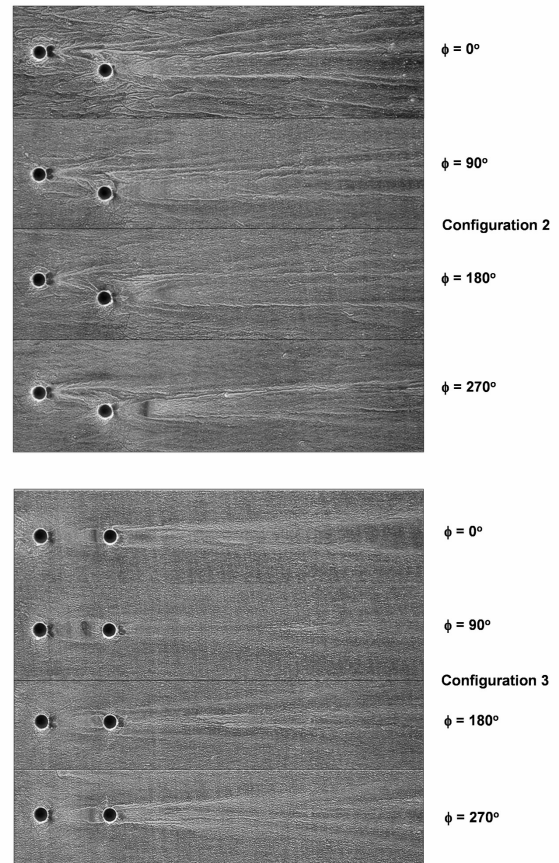 ϕ = 0º
ϕ = 90º
Configuration 2
ϕ = 180º
ϕ = 270º
ϕ = 0º
ϕ = 90º
Configuration 3
ϕ = 180º
ϕ = 270º